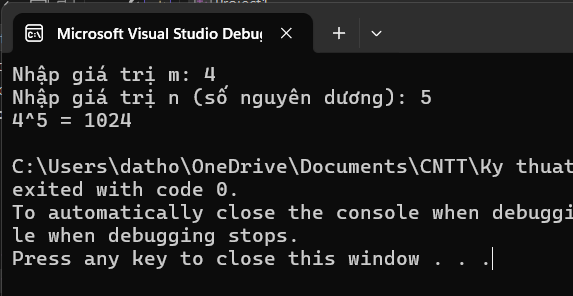 Microsoft Visual Studio Debu
Nhập giá trị m: 4
Nhập giá trị n (số nguyên dương): 5
4^5 = 1024
C:\Users\datho\OneDrive\Documents\CNTT\Ky thuat
exited with code 0.
To automatically close the console when debuggi
le when debugging stops.
Press any key to close this window . . .